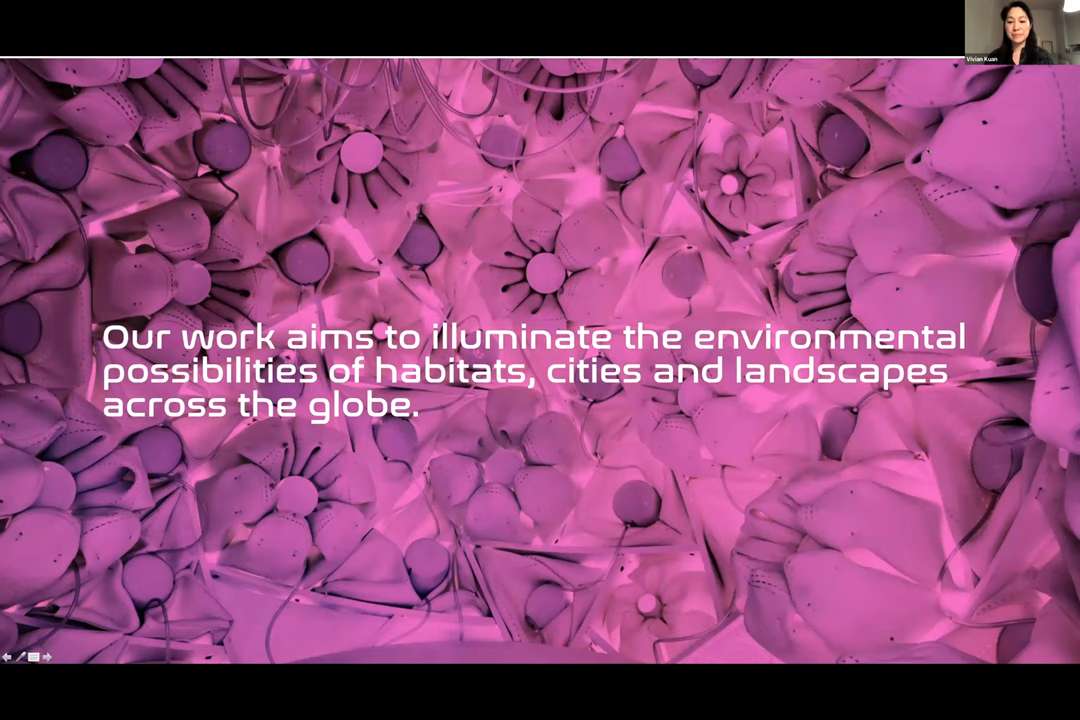 Vivian Kuan
Our work aims to illuminate the environmental
possibilities of habitats, cities and landscapes
across the globe.